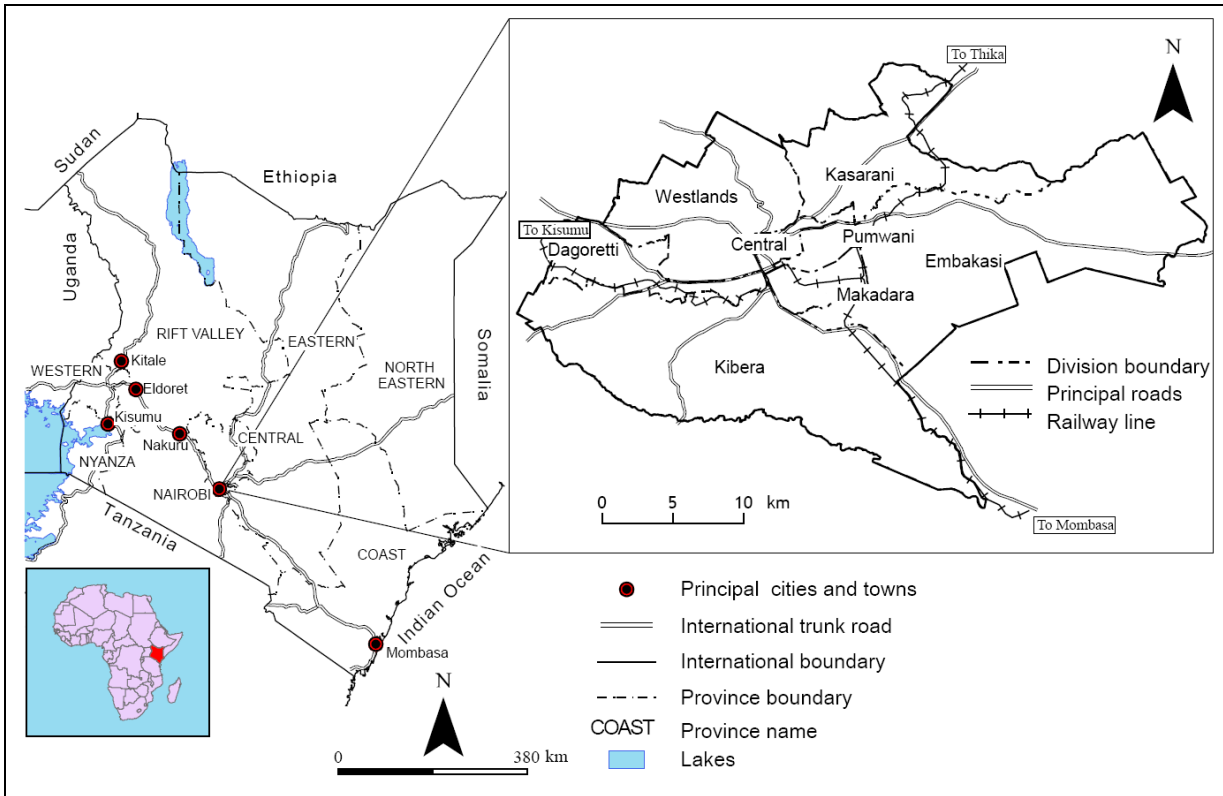 Sudan
Ethiopia
Uganda
Somalia
RIFT VALLEY
EASTERN
NORTH
EASTERN
WESTERN
Kitale
Eldoret
Kisumu
Nakuru
CENTRAL
NYANZA
NAIROBI
Tanzania
COAST
Indian Ocean
Mombasa
N
0 380 km
To Thika
N
Kasarani
Westlands
To Kisumu
Dagoretti
Central
Pumwani
Embakasi
Makadara
Kibera
Division boundary
Principal roads
Railway line
0 5 10 km
To Mombasa
Principal cities and towns
International trunk road
International boundary
Province boundary
COAST Province name
Lakes